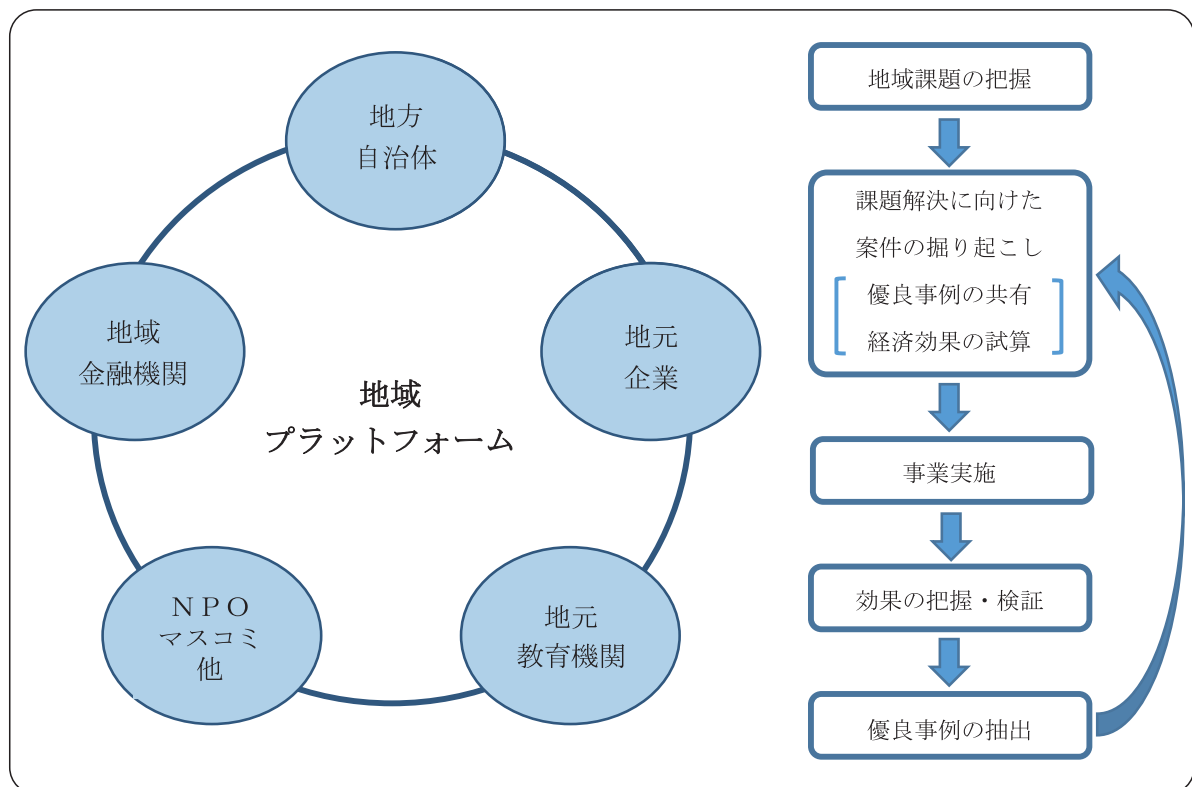 地方
自治体
地域
金融機関
地元
企業
地域
プラットフォーム
ＮＰＯ
マスコミ
他
地元
教育機関
地域課題の把握
課題解決に向けた
案件の掘り起こし
優良事例の共有
経済効果の試算
事業実施
効果の把握・検証
優良事例の抽出